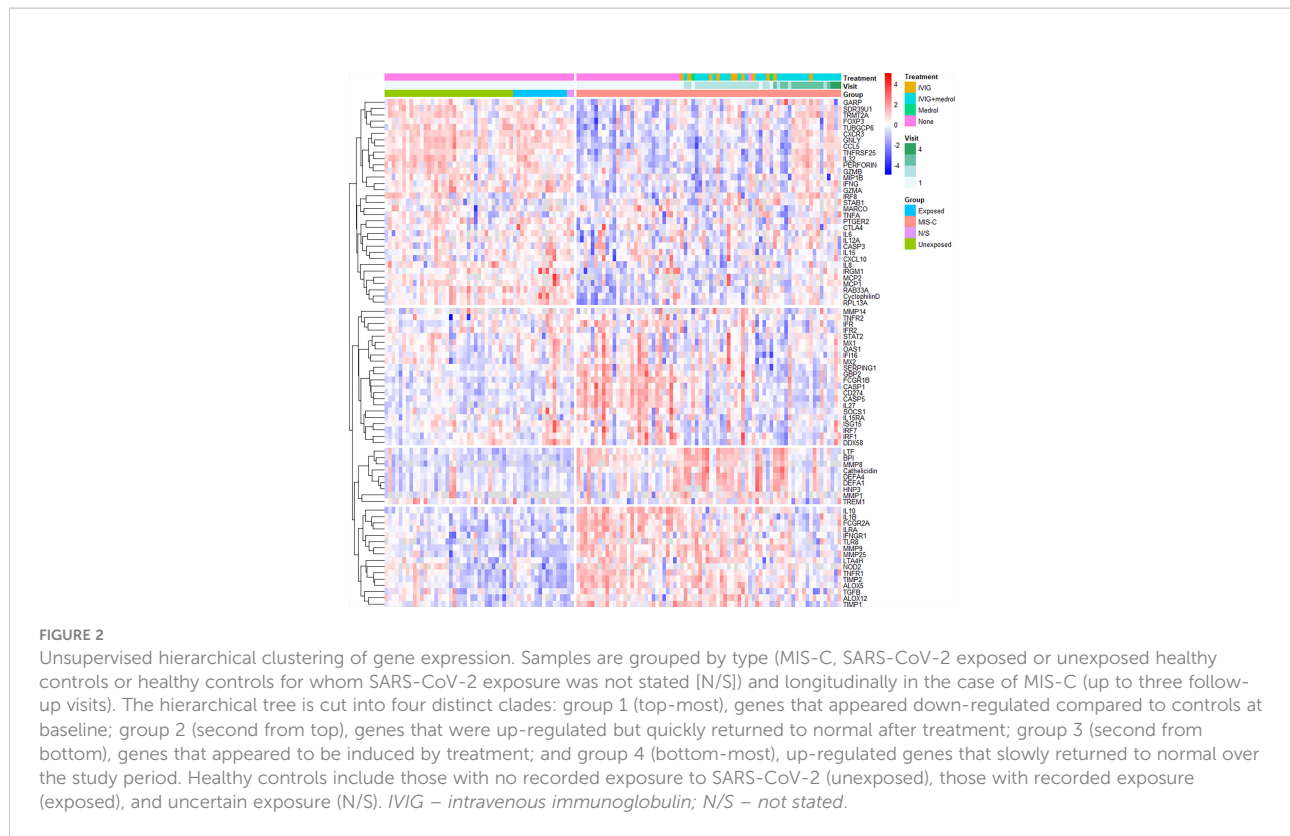 Treatment
Visit
Group
GARP
SDR39U1
TRMT2A
FOXP3
TUBGCP6
CXCR3
GNLY
CCL5
TNFRSF25
IL32
PERFORIN
GZMB
MIP1B
IFNG
GZMA
IRF8
STAB1
MARCO
TNFA
PTGER2
CTLA4
IL6
IL12A
CASP3
IL15
CXCL10
IL8
IRGM1
MCP2
MCP1
RAB33A
CyclophilinD
RPL13A
MMP14
TNFR2
IFR
IFR2
STAT2
MX1
OAS1
IFI16
MX2
SERPING1
GBP2
FCGR1B
CASP1
CD274
CASP5
IL27
SOCS1
IL15RA
ISG15
IRF7
IRF1
DDX58
LTF
BPI
MMP8
Cathelicidin
DEFA4
DEFA1
HNP3
MMP1
TREM1
IL10
IL1B
FCGR2A
ILRA
IFNGR1
TLR8
MMP9
MMP25
LTA4H
NOD2
TNFR1
TIMP2
ALOX5
TGFB
ALOX12
TIMP1
4
2
0
-2
-4
Treatment
IVIG
IVIG+medrol
Medrol
None
Visit
4
1
Group
Exposed
MIS-C
N/S
Unexposed
FIGURE 2
Unsupervised hierarchical clustering of gene expression. Samples are grouped by type (MIS-C, SARS-CoV-2 exposed or unexposed healthy
controls or healthy controls for whom SARS-CoV-2 exposure was not stated [N/S]) and longitudinally in the case of MIS-C (up to three follow-
up visits). The hierarchical tree is cut into four distinct clades: group 1 (top-most), genes that appeared down-regulated compared to controls at
baseline; group 2 (second from top), genes that were up-regulated but quickly returned to normal after treatment; group 3 (second from
bottom), genes that appeared to be induced by treatment; and group 4 (bottom-most), up-regulated genes that slowly returned to normal over
the study period. Healthy controls include those with no recorded exposure to SARS-CoV-2 (unexposed), those with recorded exposure
(exposed), and uncertain exposure (N/S). IVIG – intravenous immunoglobulin; N/S – not stated.